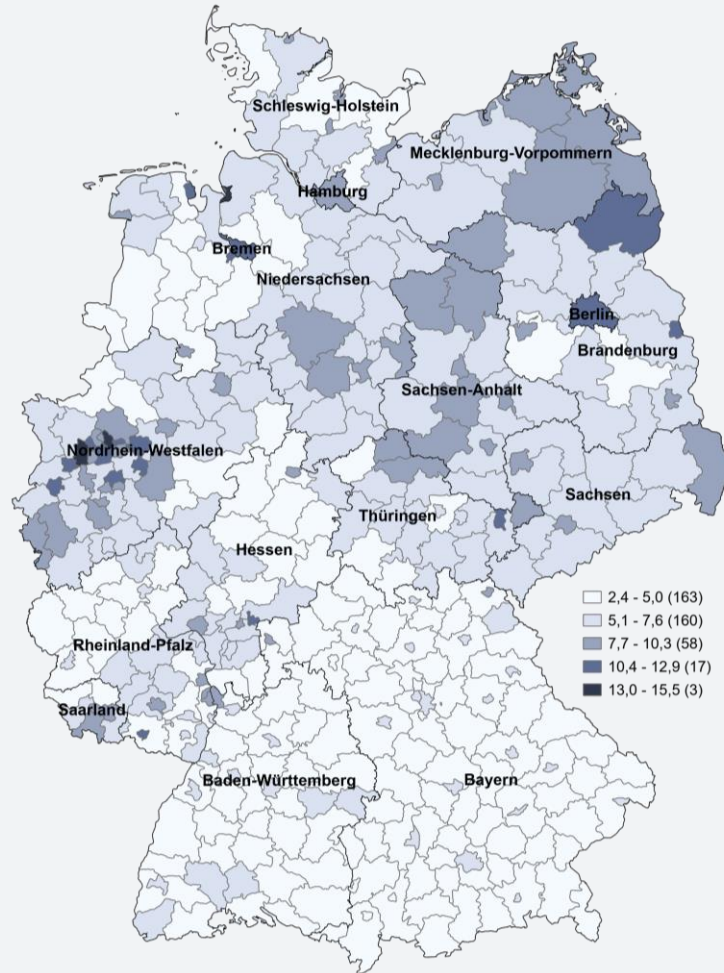 Schleswig-Holstein
Mecklenburg-Vorpommern
Hamburg
Bremen
Niedersachsen
Berlin
Brandenburg
Sachsen-Anhalt
Nordrhein-Westfalen
Sachsen
Thüringen
Hessen
2,4 - 5,0 (163)
5,1 - 7,6 (160)
Rheinland-Pfalz
7,7 - 10,3 (58)
10,4 - 12,9 (17)
Saarland
13,0 - 15,5 (3)
Baden-Württemberg
Bayern